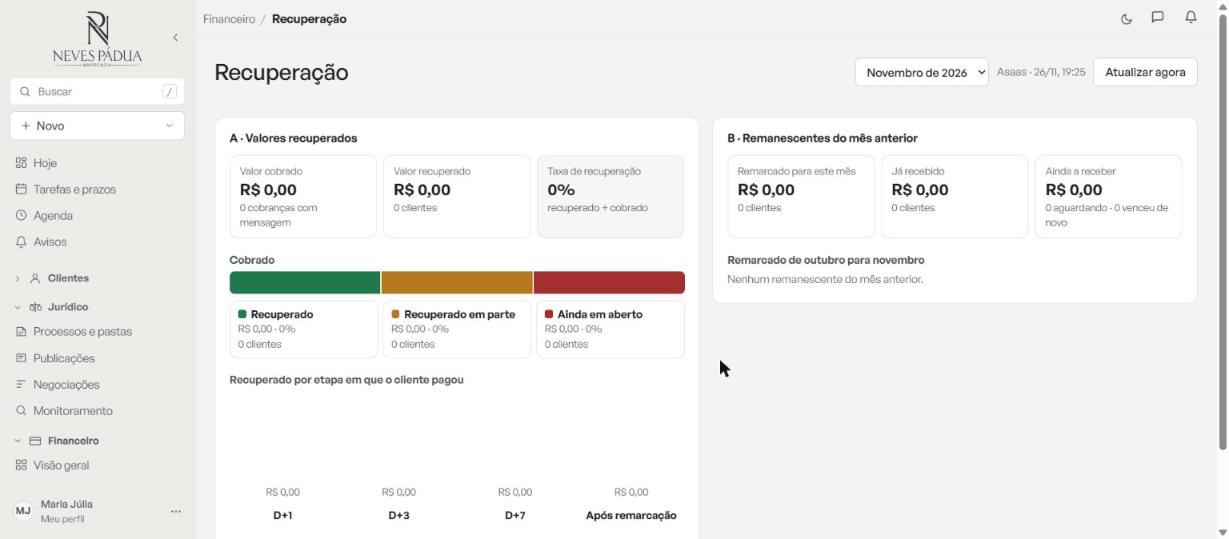 NEVES PÁDUA
ADVOCACIA
Buscar /
+ Novo
Hoje
Tarefas e prazos
Agenda
Avisos
Clientes
Jurídico
Processos e pastas
Publicações
Negociações
Monitoramento
Financeiro
Visão geral
MJ
Maria Júlia
Meu perfil
Financeiro / Recuperação
Recuperação
Novembro de 2026
Asaas · 26/11, 19:25
Atualizar agora
A · Valores recuperados
Valor cobrado
R$ 0,00
0 cobranças com
mensagem
Valor recuperado
R$ 0,00
0 clientes
Taxa de recuperação
0%
recuperado ÷ cobrado
Cobrado
Recuperado
R$ 0,00 · 0%
0 clientes
Recuperado em parte
R$ 0,00 · 0%
0 clientes
Ainda em aberto
R$ 0,00 · 0%
0 clientes
Recuperado por etapa em que o cliente pagou
R$ 0,00 R$ 0,00 R$ 0,00 R$ 0,00
D+1 D+3 D+7 Após remarcação
B · Remanescentes do mês anterior
Remarcado para este mês
R$ 0,00
0 clientes
Já recebido
R$ 0,00
0 clientes
Ainda a receber
R$ 0,00
0 aguardando · 0 venceu de
novo
Remarcado de outubro para novembro
Nenhum remanescente do mês anterior.